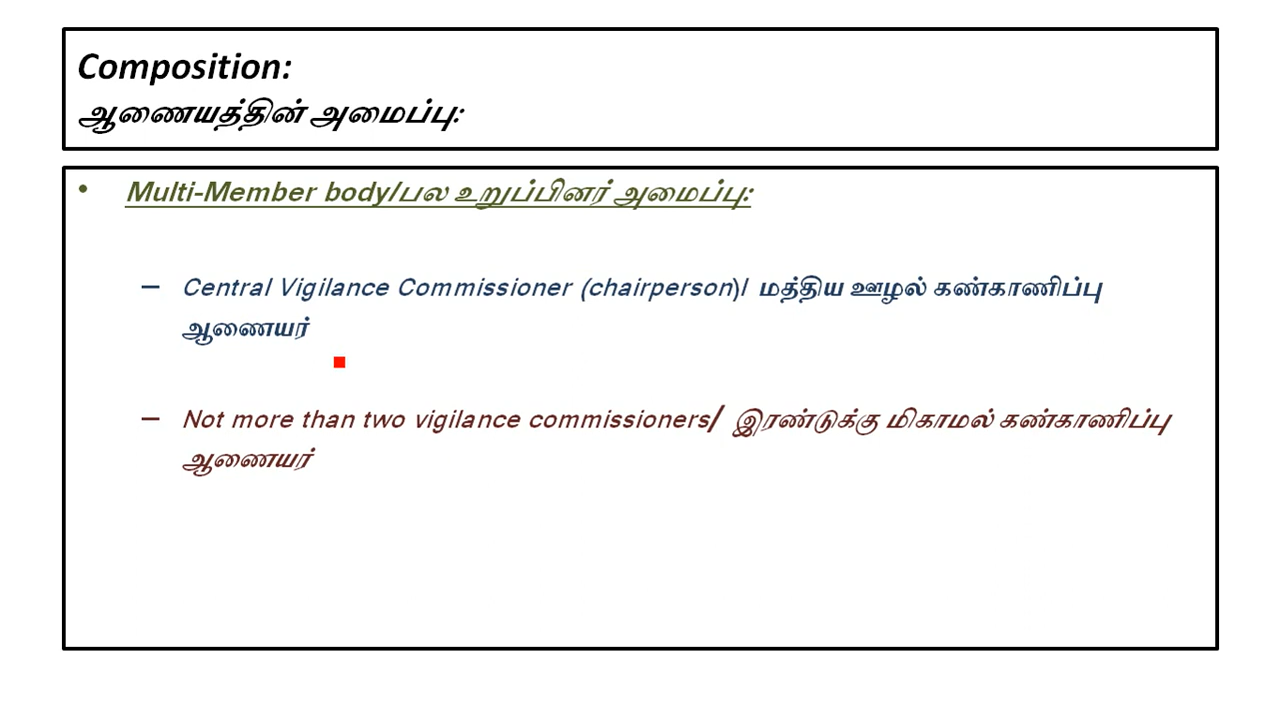 Composition:
ஆணையத்தின் அமைப்பு:
• Multi-Member body/பல உறுப்பினர் அமைப்பு:
– Central Vigilance Commissioner (chairperson)/ மத்திய ஊழல் கண்காணிப்பு
ஆணையர்
– Not more than two vigilance commissioners/ இரண்டுக்கு மிகாமல் கண்காணிப்பு
ஆணையர்